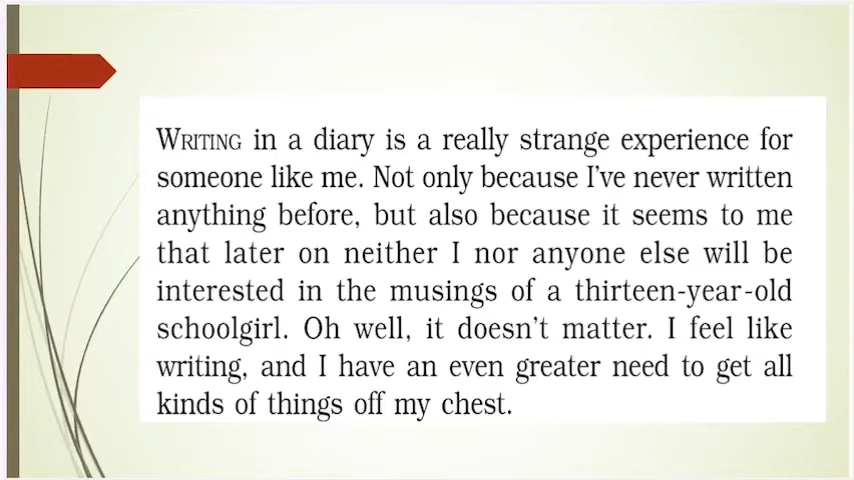 WRITING in a diary is a really strange experience for
someone like me. Not only because I've never written
anything before, but also because it seems to me
that later on neither I nor anyone else will be
interested in the musings of a thirteen-year-old
schoolgirl. Oh well, it doesn't matter. I feel like
writing, and I have an even greater need to get all
kinds of things off my chest.